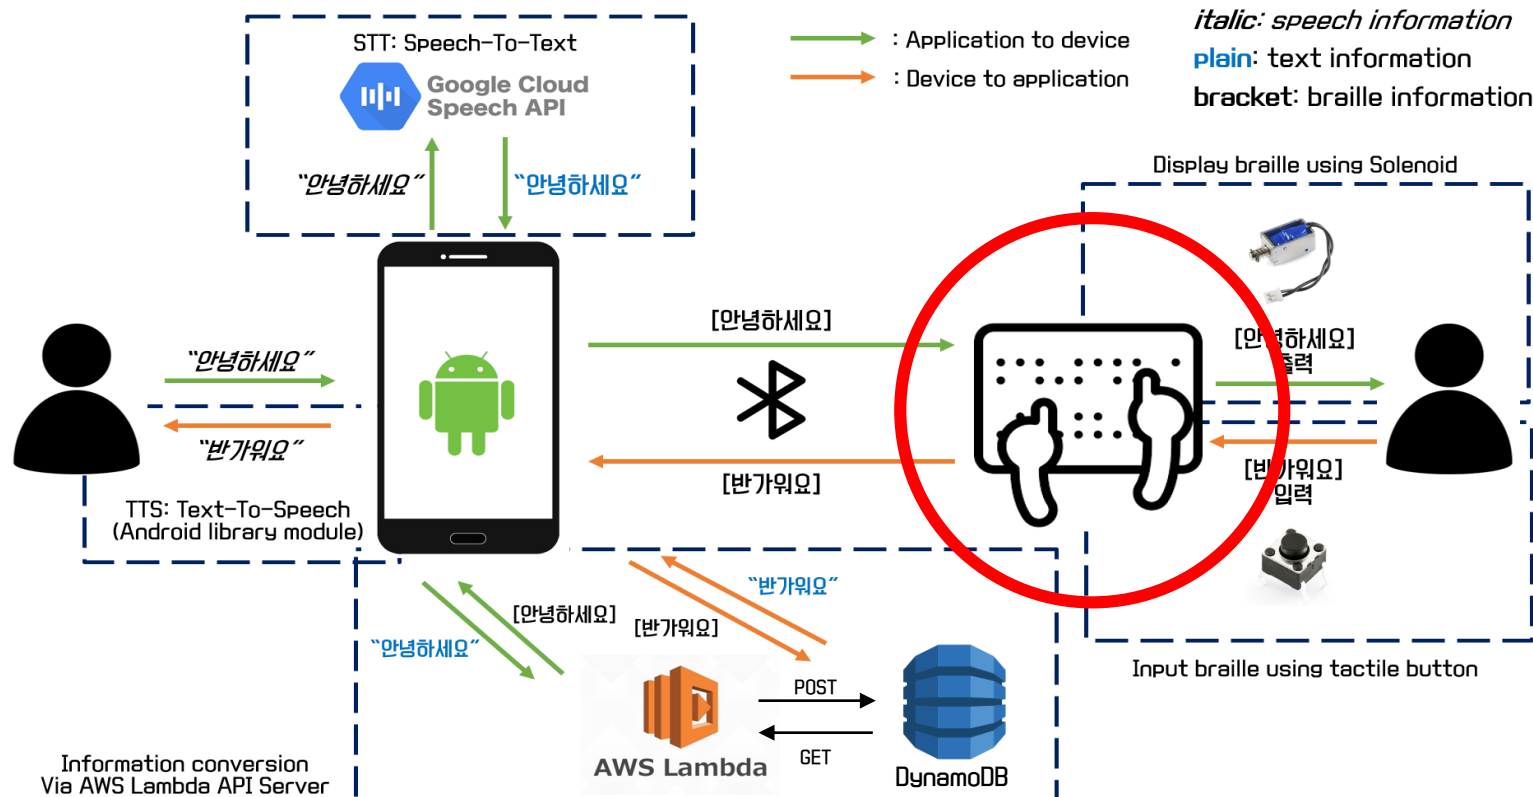 STT: Speech-To-Text
Google Cloud
Speech API
“안녕하세요”
“안녕하세요”
: Application to device
: Device to application
italic: speech information
plain: text information
bracket: braille information
Display braille using Solenoid
“안녕하세요”
“반가워요”
[안녕하세요]
[반가워요]
[안녕하세요]
출력
[반가워요]
입력
TTS: Text-To-Speech
(Android library module)
“안녕하세요”
[안녕하세요]
[반가워요]
“반가워요”
Input braille using tactile button
POST
GET
AWS Lambda
DynamoDB
Information conversion
Via AWS Lambda API Server